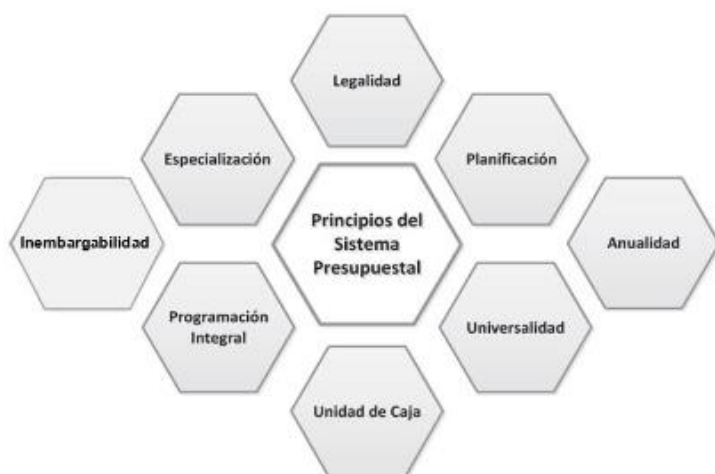 Legalidad
Especialización
Planificación
Inembargabilidad
Principios del
Sistema
Presupuestal
Anualidad
Programación
Integral
Universalidad
Unidad de Caja